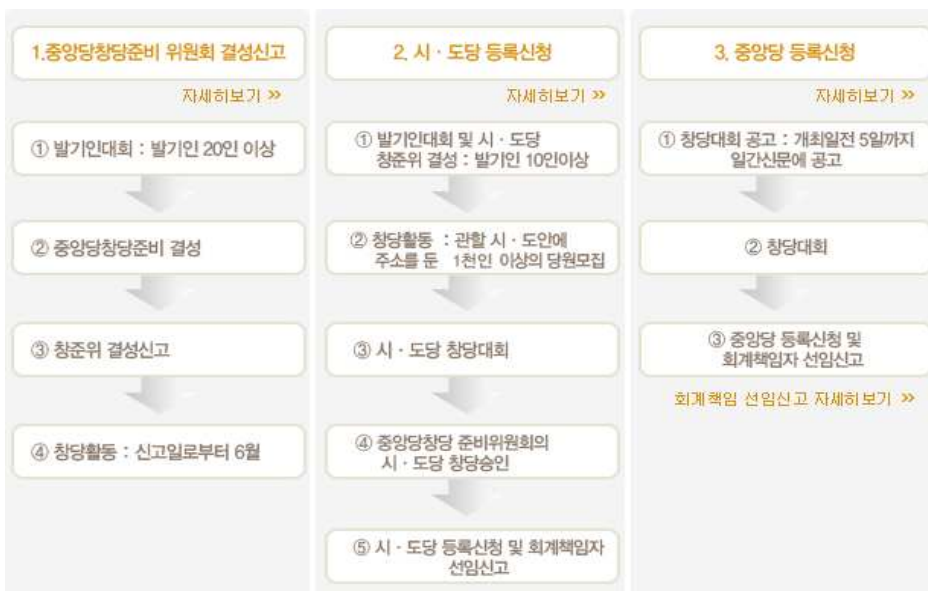 1.중앙당창당준비 위원회 결성신고
자세히보기 »
① 발기인대회 : 발기인 20인 이상
② 중앙당창당준비 결성
③ 창준위 결성신고
④ 창당활동 : 신고일로부터 6월
2. 시 · 도당 등록신청
자세히보기 »
① 발기인대회 및 시 · 도당
창준위 결성 : 발기인 10인이상
② 창당활동 : 관할 시 · 도안에
주소를 둔 1천인 이상의 당원모집
③ 시 · 도당 창당대회
④ 중앙당창당 준비위원회의
시 · 도당 창당승인
⑤ 시 · 도당 등록신청 및 회계책임자
선임신고
3. 중앙당 등록신청
자세히보기 »
① 창당대회 공고 : 개최일전 5일까지
일간신문에 공고
② 창당대회
③ 중앙당 등록신청 및
회계책임자 선임신고
회계책임 선임신고 자세히보기 »